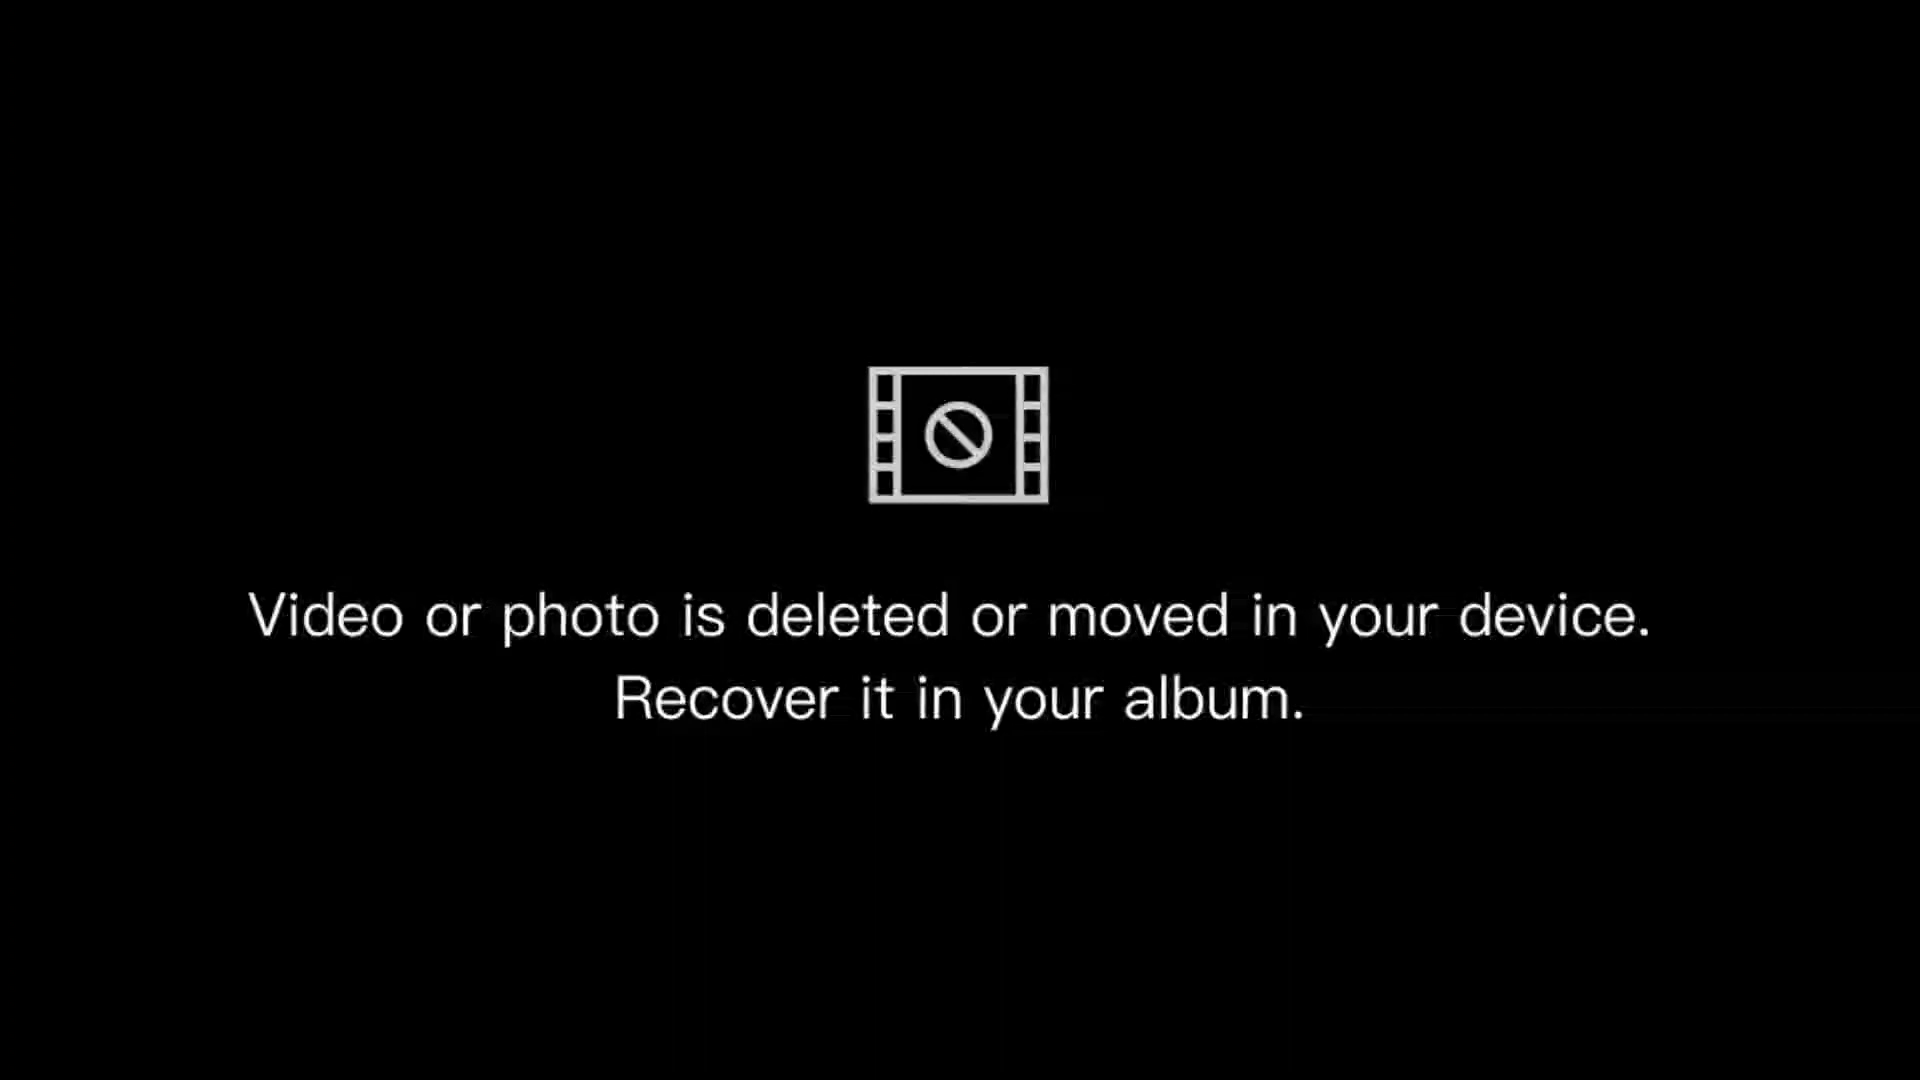 Video or photo is deleted or moved in your device.
Recover it in your album.